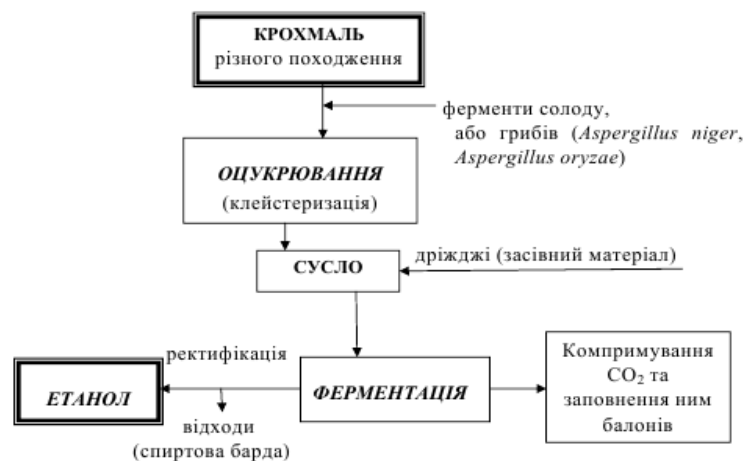 КРОХМАЛЬ
різного походження
ферменти солоду,
або грибів (Aspergillus niger,
Aspergillus oryzae)
ОЦУКРЮВАННЯ
(клейстеризація)
СУСЛО
дріжджі (засівний матеріал)
ректифікація
ЕТАНОЛ
відходи
(спиртова барда)
ФЕРМЕНТАЦІЯ
Компримування
CO₂ та
заповнення ним
балонів